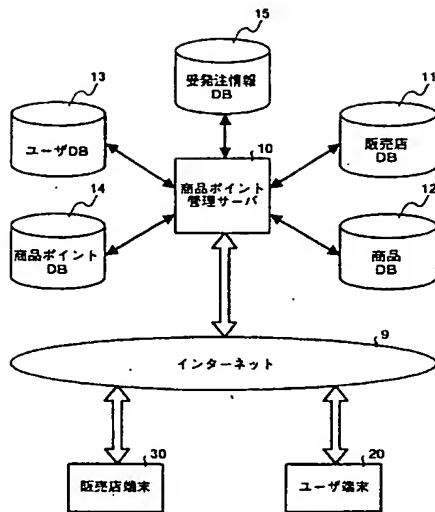 15
受発注情報
DB
13
ユーザDB
11
販売店
DB
10
商品ポイント
管理サーバ
14
商品ポイント
DB
12
商品
DB
9
インターネット
30
販売店端末
20
ユーザ端末